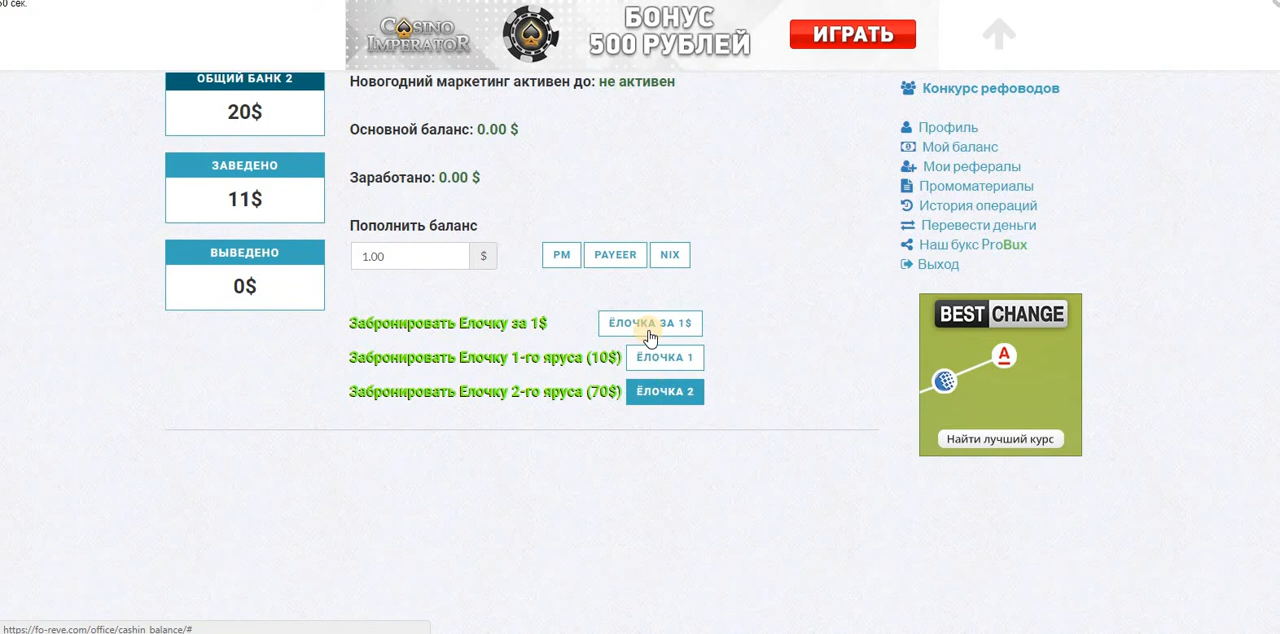 60 сек.
CASINO
IMPERATOR
БОНУС
500 РУБЛЕЙ
ИГРАТЬ
ОБЩИЙ БАНК 2
20$
ЗАВЕДЕНО
11$
ВЫВЕДЕНО
0$
Новогодний маркетинг активен до: не активен
Основной баланс: 0.00 $
Заработано: 0.00 $
Пополнить баланс
1.00 $ PM PAYEER NIX
Забронировать Елочку за 1$ ЁЛОЧКА ЗА 1$
Забронировать Елочку 1-го яруса (10$) ЁЛОЧКА 1
Забронировать Елочку 2-го яруса (70$) ЁЛОЧКА 2
Конкурс рефоводов
Профиль
Мой баланс
Мои рефералы
Промоматериалы
История операций
Перевести деньги
Наш букс ProBux
Выход
BEST CHANGE
А
Найти лучший курс
https://fo-reve.com/office/cashin_balance/#